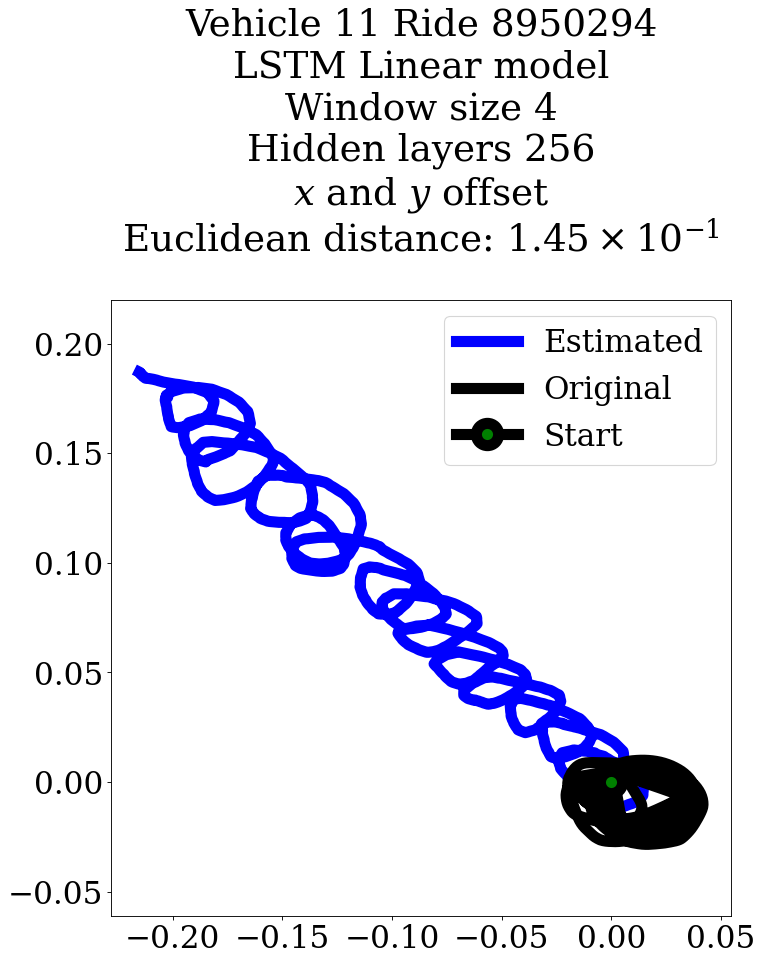 Vehicle 11 Ride 8950294
LSTM Linear model
Window size 4
Hidden layers 256
x and y offset
Euclidean distance: 1.45 × 10⁻¹
Estimated
Original
Start
0.20
0.15
0.10
0.05
0.00
−0.05
−0.20 −0.15 −0.10 −0.05 0.00 0.05